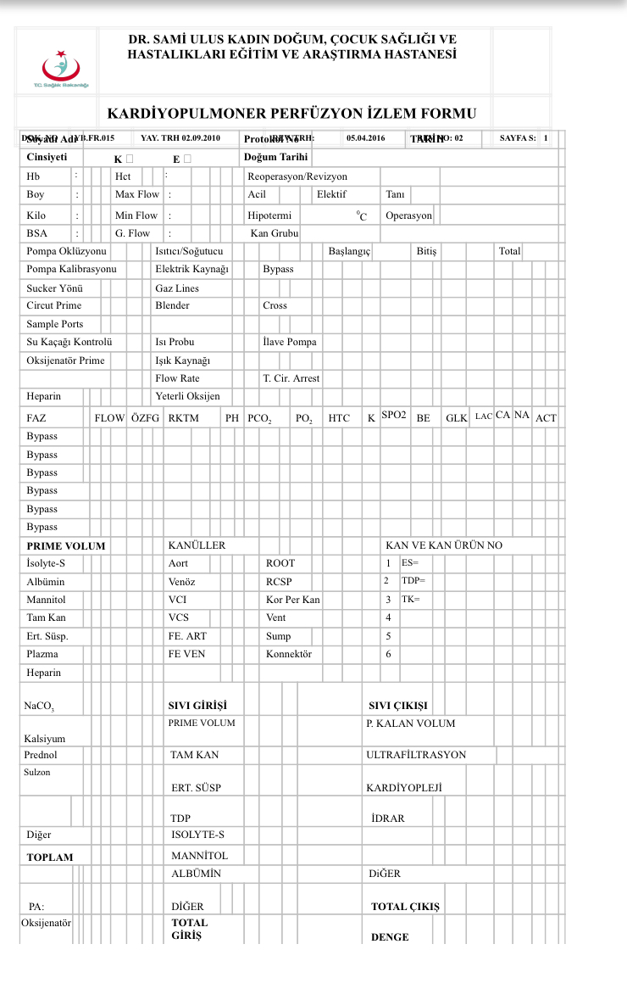 DR. SAMİ ULUS KADIN DOĞUM, ÇOCUK SAĞLIĞI VE
HASTALIKLARI EĞİTİM VE ARAŞTIRMA HASTANESİ
T.C. Sağlık Bakanlığı
KARDİYOPULMONER PERFÜZYON İZLEM FORMU
YB.FR.015 YAY. TRH 02.09.2010 REV. TRH: 05.04.2016 NO: 02 SAYFA S: 1
Soyadı Adı Protokol No TARİH
Cinsiyeti K □ E □ Doğum Tarihi
Hb : Hct : Reoperasyon/Revizyon
Boy : Max Flow : Acil Elektif Tanı
Kilo : Min Flow : Hipotermi ⁰C Operasyon
BSA : G. Flow : Kan Grubu
Pompa Oklüzyonu Isıtıcı/Soğutucu Başlangıç Bitiş Total
Pompa Kalibrasyonu Elektrik Kaynağı Bypass
Sucker Yönü Gaz Lines
Circut Prime Blender Cross
Sample Ports
Su Kaçağı Kontrolü Isı Probu İlave Pompa
Oksijenatör Prime Işık Kaynağı
Flow Rate T. Cir. Arrest
Heparin Yeterli Oksijen
FAZ FLOW ÖZFG RKTM PH PCO₂ PO₂ HTC K SPO2 BE GLK LAC CA NA ACT
Bypass
Bypass
Bypass
Bypass
Bypass
Bypass
PRIME VOLUM KANÜLLER KAN VE KAN ÜRÜN NO
İsolyte-S Aort ROOT 1 ES=
Albümin Venöz RCSP 2 TDP=
Mannitol VCI Kor Per Kan 3 TK=
Tam Kan VCS Vent 4
Ert. Süsp. FE. ART Sump 5
Plazma FE VEN Konnektör 6
Heparin
NaCO₃ SIVI GİRİŞİ SIVI ÇIKIŞI
PRIME VOLUM P. KALAN VOLUM
Kalsiyum
Prednol TAM KAN ULTRAFİLTRASYON
Sulzon
ERT. SÜSP KARDİYOPLEJİ
TDP İDRAR
Diğer ISOLYTE-S
TOPLAM MANNİTOL
ALBÜMİN DiĞER
PA: DİĞER TOTAL ÇIKIŞ
Oksijenatör TOTAL
GİRİŞ DENGE